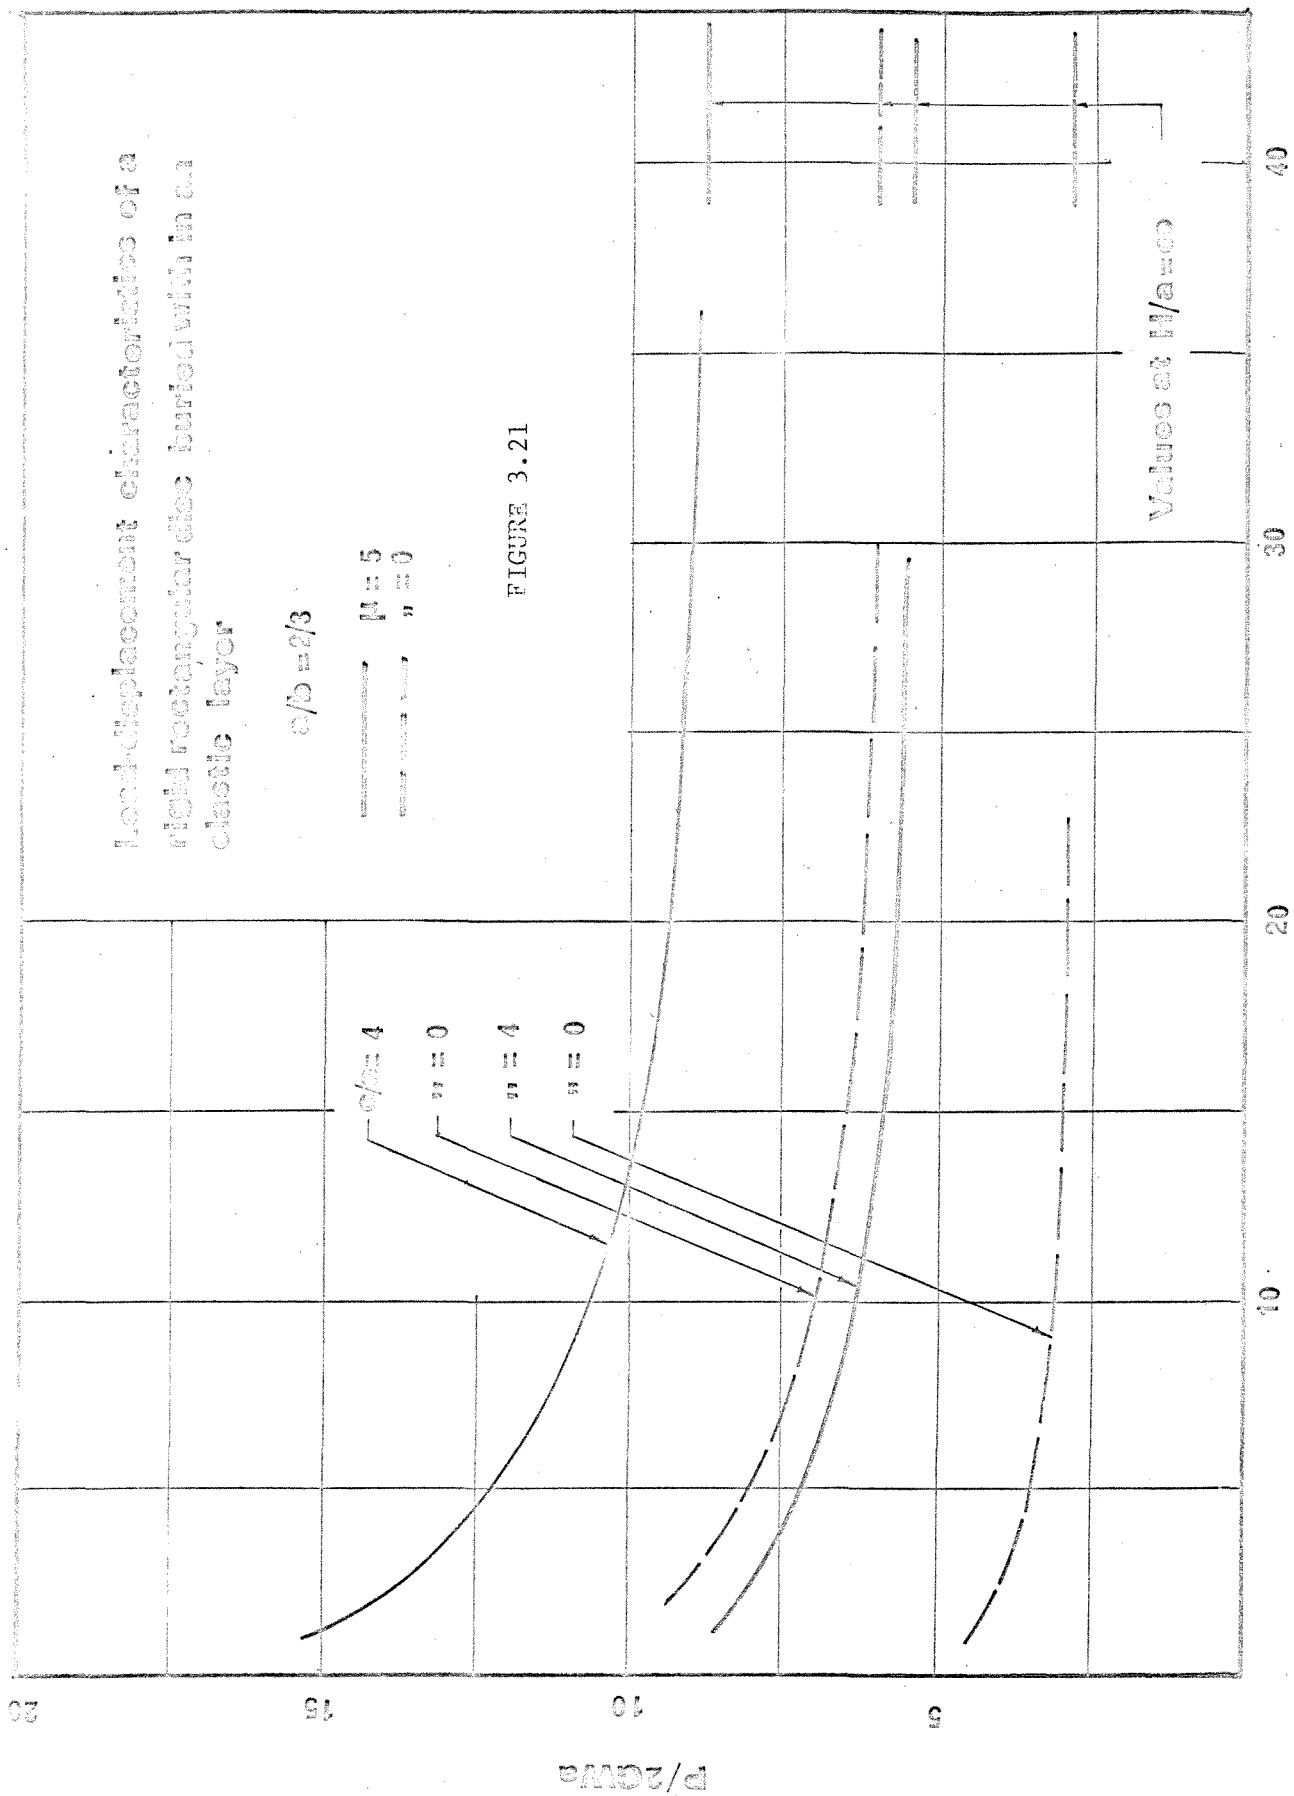 Load-displacement characteristics of a
rigid rectangular disc buried within an
elastic layer
a/b = 2/3
μ = 5
" = 0
FIGURE 3.21
c/a = 4
" = 0
" = 4
" = 0
Values at H/a=∞
P/2GWa
20
15
10
5
10
20
30
40